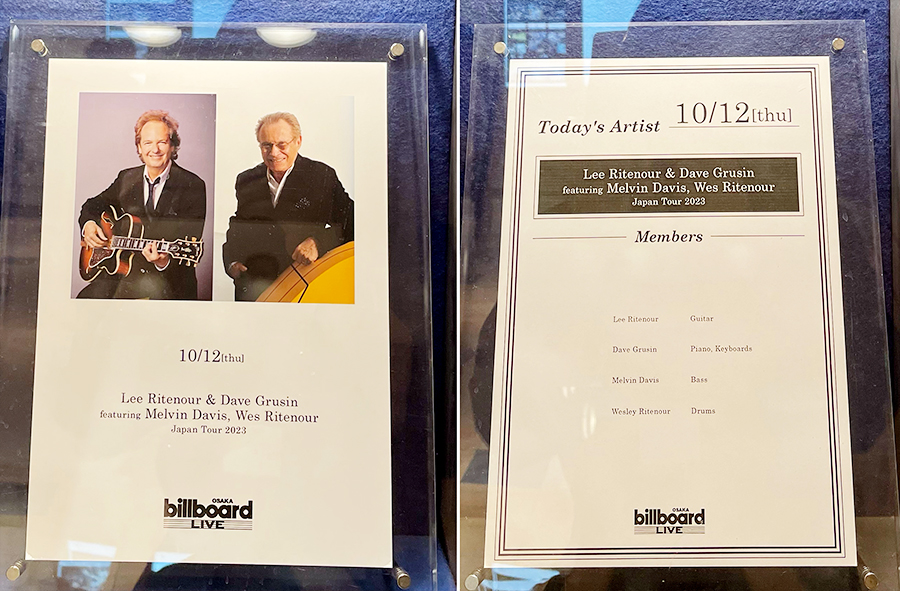 10/12[thu]
Lee Ritenour & Dave Grusin
featuring Melvin Davis, Wes Ritenour
Japan Tour 2023
OSAKA
billboard
LIVE
Today's Artist 10/12[thu]
Lee Ritenour & Dave Grusin
featuring Melvin Davis, Wes Ritenour
Japan Tour 2023
Members
Lee Ritenour Guitar
Dave Grusin Piano, Keyboards
Melvin Davis Bass
Wesley Ritenour Drums
OSAKA
billboard
LIVE